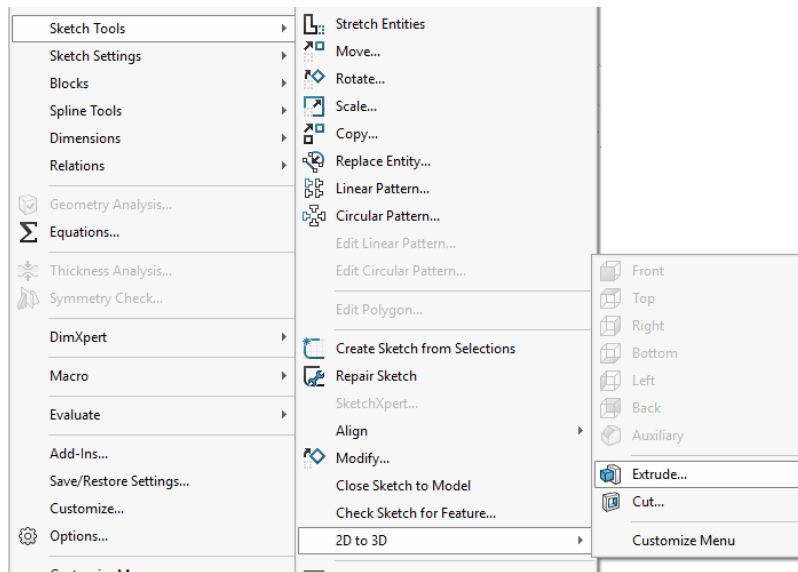 Sketch Tools
Sketch Settings
Blocks
Spline Tools
Dimensions
Relations
Geometry Analysis...
Equations...
Thickness Analysis...
Symmetry Check...
DimXpert
Macro
Evaluate
Add-Ins...
Save/Restore Settings...
Customize...
Options...
Stretch Entities
Move...
Rotate...
Scale...
Copy...
Replace Entity...
Linear Pattern...
Circular Pattern...
Edit Linear Pattern...
Edit Circular Pattern...
Edit Polygon...
Create Sketch from Selections
Repair Sketch
SketchXpert...
Align
Modify...
Close Sketch to Model
Check Sketch for Feature...
2D to 3D
Front
Top
Right
Bottom
Left
Back
Auxiliary
Extrude...
Cut...
Customize Menu